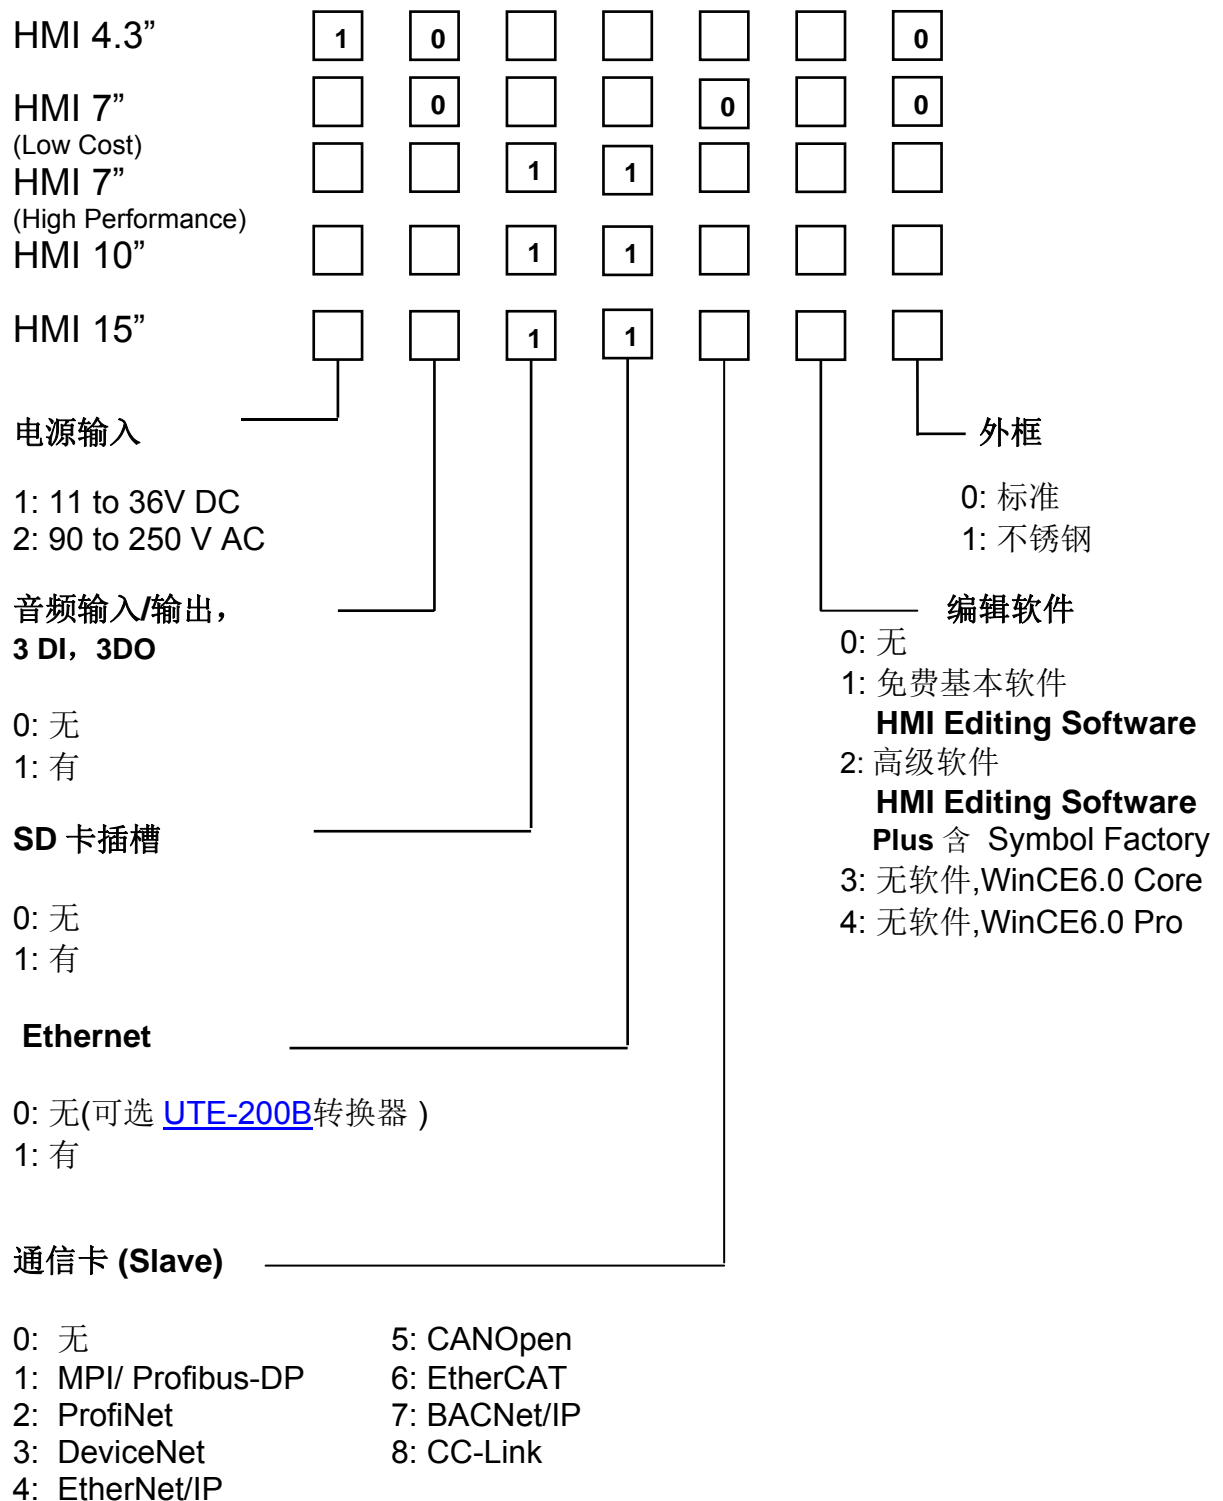 HMI 4.3” 1 0 0
HMI 7” 0 0 0
(Low Cost)
HMI 7” 1 1
(High Performance)
HMI 10” 1 1
HMI 15” 1 1
电源输入
1: 11 to 36V DC
2: 90 to 250 V AC
音频输入/输出，
3 DI，3DO
0: 无
1: 有
SD 卡插槽
0: 无
1: 有
Ethernet
0: 无(可选 UTE-200B转换器 )
1: 有
通信卡 (Slave)
0: 无
1: MPI/ Profibus-DP
2: ProfiNet
3: DeviceNet
4: EtherNet/IP
5: CANOpen
6: EtherCAT
7: BACNet/IP
8: CC-Link
外框
0: 标准
1: 不锈钢
编辑软件
0: 无
1: 免费基本软件
HMI Editing Software
2: 高级软件
HMI Editing Software
Plus 含 Symbol Factory
3: 无软件,WinCE6.0 Core
4: 无软件,WinCE6.0 Pro